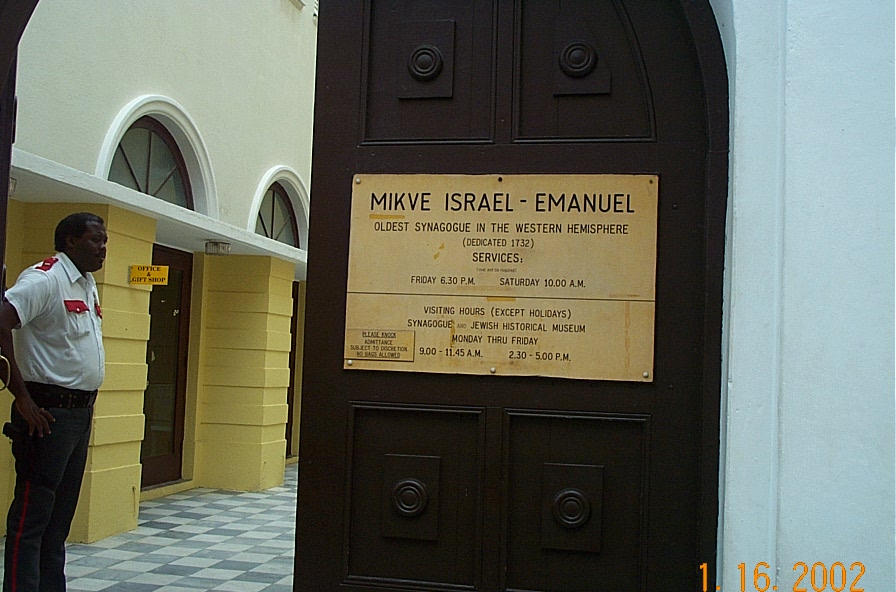 MIKVE ISRAEL - EMANUEL
OLDEST SYNAGOGUE IN THE WESTERN HEMISPHERE
(DEDICATED 1732)
SERVICES:
FRIDAY 6.30 P.M. SATURDAY 10.00 A.M.
VISITING HOURS (EXCEPT HOLIDAYS)
SYNAGOGUE AND JEWISH HISTORICAL MUSEUM
MONDAY THRU FRIDAY
9.00 - 11.45 A.M. 2.30 - 5.00 P.M.
PLEASE KNOCK
ADMITTANCE
SUBJECT TO DISCRETION
NO BAGS ALLOWED
OFFICE
&
GIFT SHOP
1. 16. 2002